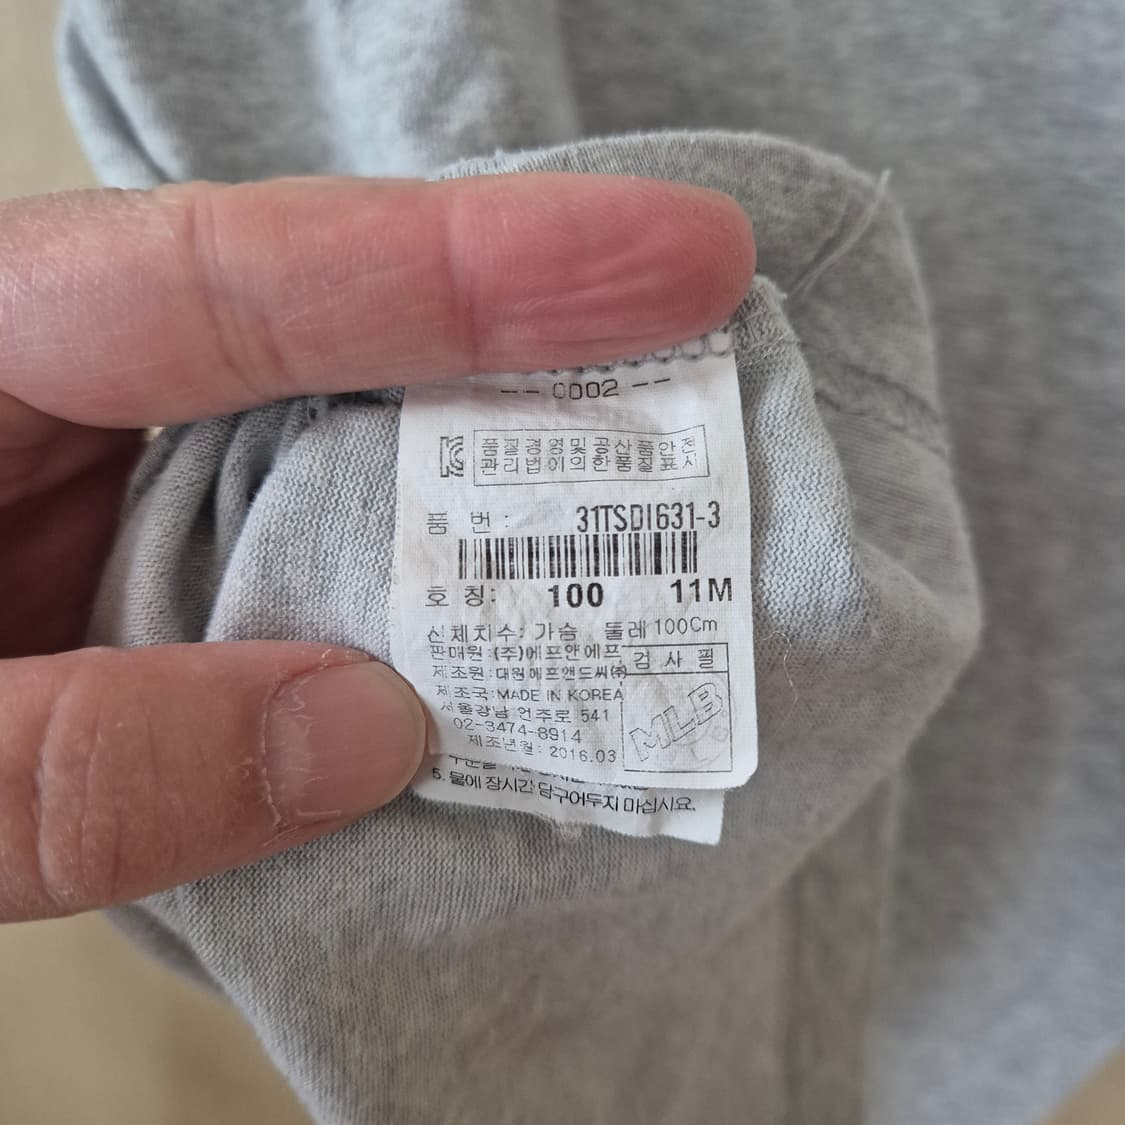 -- 0002 --
품질경영및공산품안전
관리법에의한품질표시
품 번 : 31TSDI631-3
호 칭: 100 11M
신체치수: 가슴 둘레 100Cm
판매원:(주)에프앤에프
제조원: 대원에프앤드씨(주)
제조국:MADE IN KOREA
서울강남 언주로 541
02-3474-8914
제조년월: 2016.03
검 사 필
MLB
5. 물에 장시간 담구어두지 마십시요.